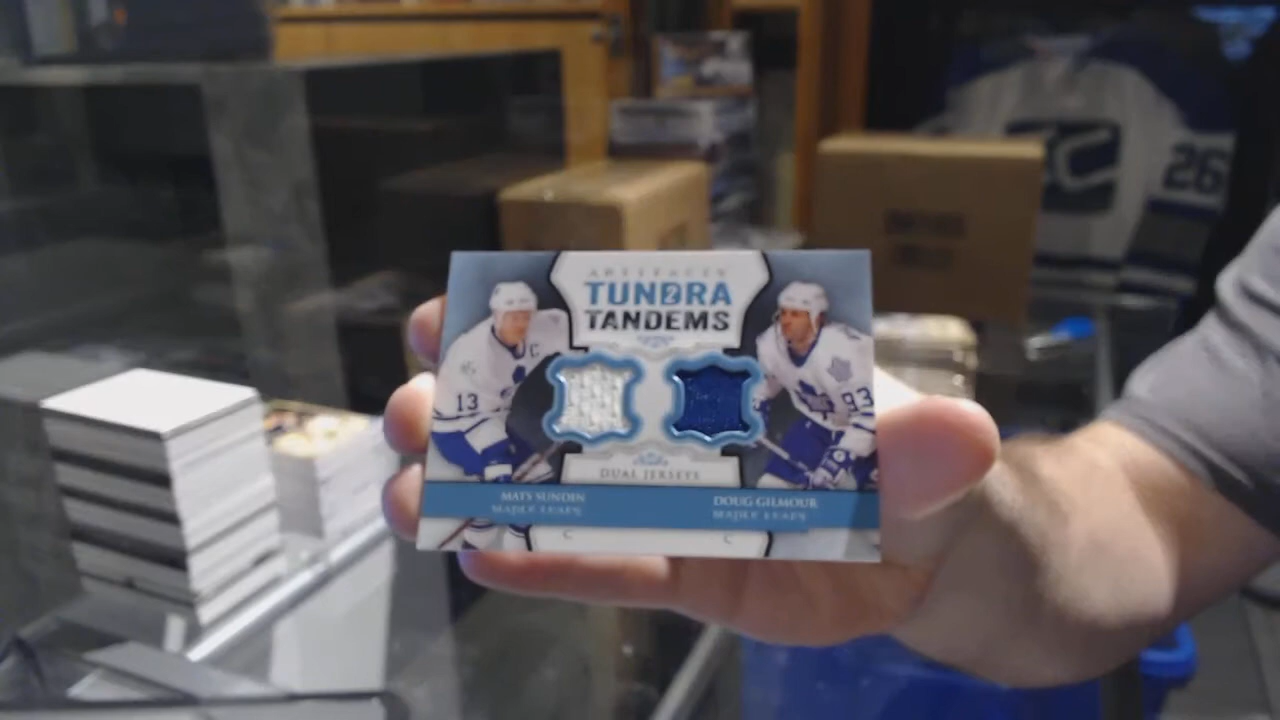 ARTIFACTS
TUNDRA
TANDEMS
C
13
93
DUAL JERSEYS
MATS SUNDIN
MAPLE LEAFS
DOUG GILMOUR
MAPLE LEAFS
C
C
26